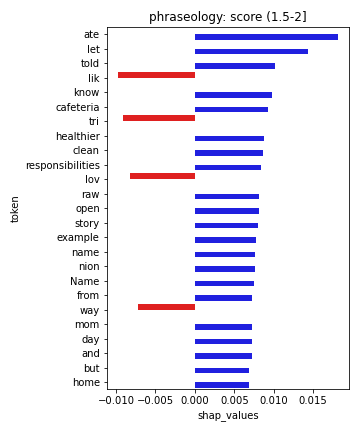 phraseology: score (1.5-2]
ate
let
told
lik
know
cafeteria
tri
healthier
clean
responsibilities
lov
raw
open
story
example
name
nion
Name
from
way
mom
day
and
but
home
token
-0.010 -0.005 0.000 0.005 0.010 0.015
shap_values